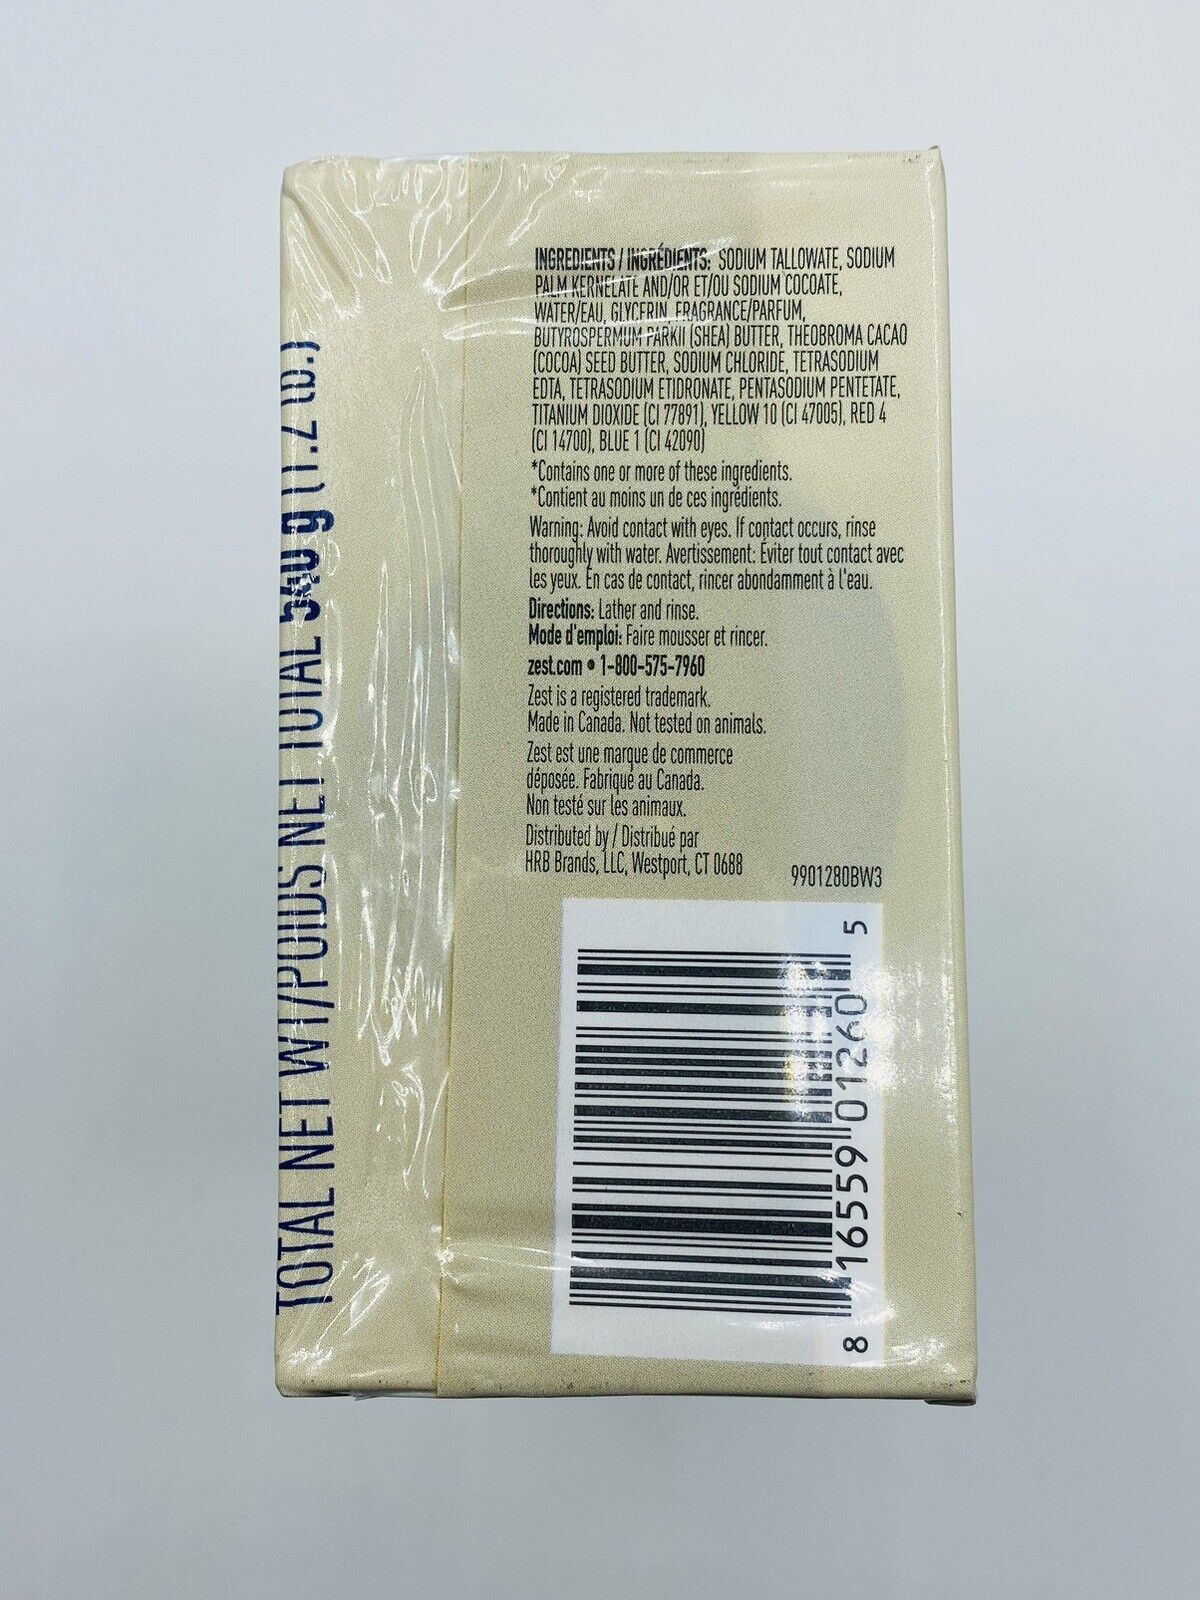 INGREDIENTS / INGRÉDIENTS: SODIUM TALLOWATE, SODIUM
PALM KERNELATE AND/OR ET/OU SODIUM COCOATE,
WATER/EAU, GLYCERIN, FRAGRANCE/PARFUM,
BUTYROSPERMUM PARKII (SHEA) BUTTER, THEOBROMA CACAO
(COCOA) SEED BUTTER, SODIUM CHLORIDE, TETRASODIUM
EDTA, TETRASODIUM ETIDRONATE, PENTASODIUM PENTETATE,
TITANIUM DIOXIDE (CI 77891), YELLOW 10 (CI 47005), RED 4
(CI 14700), BLUE 1 (CI 42090)
*Contains one or more of these ingredients.
*Contient au moins un de ces ingrédients.
Warning: Avoid contact with eyes. If contact occurs, rinse
thoroughly with water. Avertissement: Éviter tout contact avec
les yeux. En cas de contact, rincer abondamment à l'eau.
Directions: Lather and rinse.
Mode d'emploi: Faire mousser et rincer.
zest.com • 1-800-575-7960
Zest is a registered trademark.
Made in Canada. Not tested on animals.
Zest est une marque de commerce
déposée. Fabriqué au Canada.
Non testé sur les animaux.
Distributed by / Distribué par
HRB Brands, LLC, Westport, CT 0688
9901280BW3
8 16559 01260 5
TOTAL NET WT/POIDS NET TOTAL 540 g (1.2 lb.)